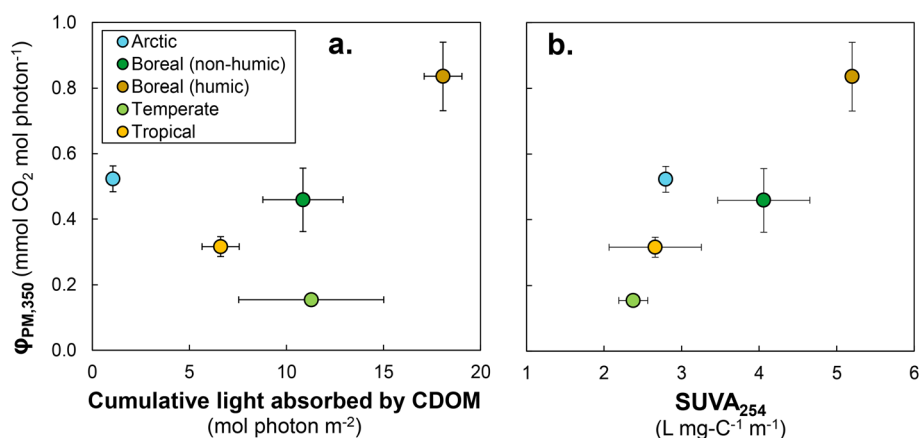 a.
b.
Arctic
Boreal (non-humic)
Boreal (humic)
Temperate
Tropical
φPM,350 (mmol CO2 mol photon-1)
1.0
0.8
0.6
0.4
0.2
0.0
0 5 10 15 20
1 2 3 4 5 6
Cumulative light absorbed by CDOM
(mol photon m-2)
SUVA254
(L mg-C-1 m-1)